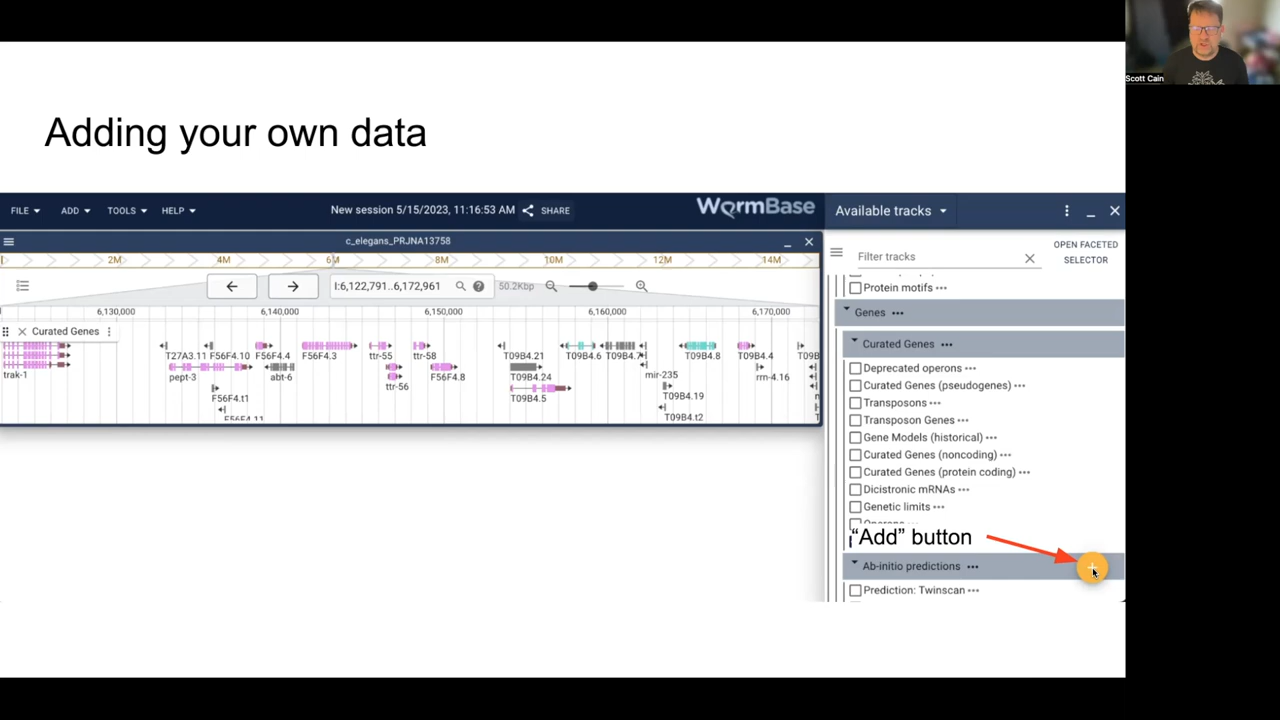 Scott Cain
Adding your own data
FILE ADD TOOLS HELP New session 5/15/2023, 11:16:53 AM SHARE WormBase Available tracks
c_elegans_PRJNA13758
OPEN FACETED SELECTOR
Filter tracks
2M 4M 6M 8M 10M 12M 14M
I:6,122,791..6,172,961 50.2Kbp
6,130,000 6,140,000 6,150,000 6,160,000 6,170,000
Curated Genes
T27A3.11 F56F4.10 F56F4.4 F56F4.3 ttr-55 ttr-58 T09B4.21 T09B4.6 T09B4.7 T09B4.8 T09B4.4 T09B
trak-1 pept-3 abt-6 ttr-56 F56F4.8 T09B4.24 mir-235 rrn-4.16
F56F4.t1 T09B4.5 T09B4.19
F56F4.11 T09B4.t2
Protein motifs
Genes
Curated Genes
Deprecated operons
Curated Genes (pseudogenes)
Transposons
Transposon Genes
Gene Models (historical)
Curated Genes (noncoding)
Curated Genes (protein coding)
Dicistronic mRNAs
Genetic limits
Operons
“Add” button
Ab-initio predictions
Prediction: Twinscan